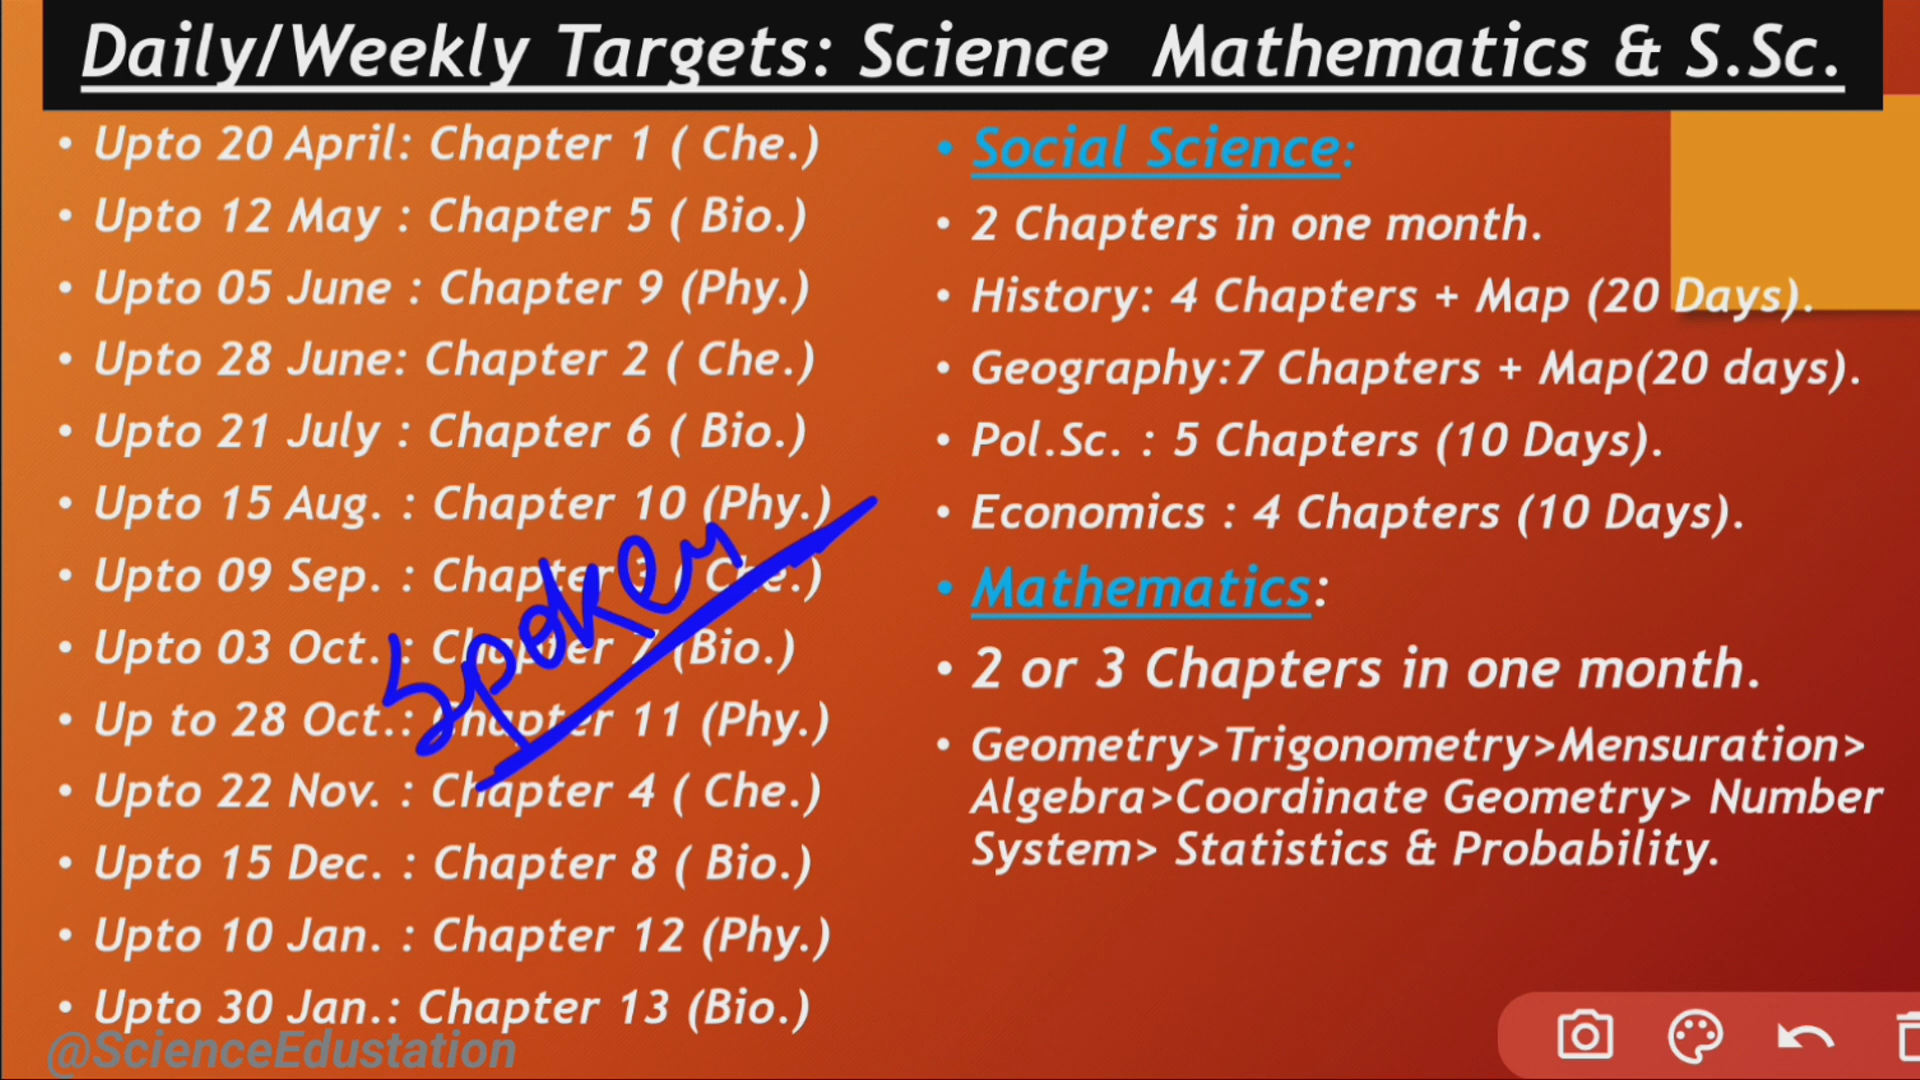 Daily/Weekly Targets: Science Mathematics & S.Sc.
• Upto 20 April: Chapter 1 ( Che.)
• Upto 12 May : Chapter 5 ( Bio.)
• Upto 05 June : Chapter 9 (Phy.)
• Upto 28 June: Chapter 2 ( Che.)
• Upto 21 July : Chapter 6 ( Bio.)
• Upto 15 Aug. : Chapter 10 (Phy.)
• Upto 09 Sep. : Chapter 3 ( Che.)
• Upto 03 Oct. : Chapter 7 (Bio.)
• Up to 28 Oct.: Chapter 11 (Phy.)
• Upto 22 Nov. : Chapter 4 ( Che.)
• Upto 15 Dec. : Chapter 8 ( Bio.)
• Upto 10 Jan. : Chapter 12 (Phy.)
• Upto 30 Jan.: Chapter 13 (Bio.)
@ScienceEdustation
• Social Science:
• 2 Chapters in one month.
• History: 4 Chapters + Map (20 Days).
• Geography:7 Chapters + Map(20 days).
• Pol.Sc. : 5 Chapters (10 Days).
• Economics : 4 Chapters (10 Days).
• Mathematics:
• 2 or 3 Chapters in one month.
• Geometry>Trigonometry>Mensuration>
Algebra>Coordinate Geometry> Number
System> Statistics & Probability.